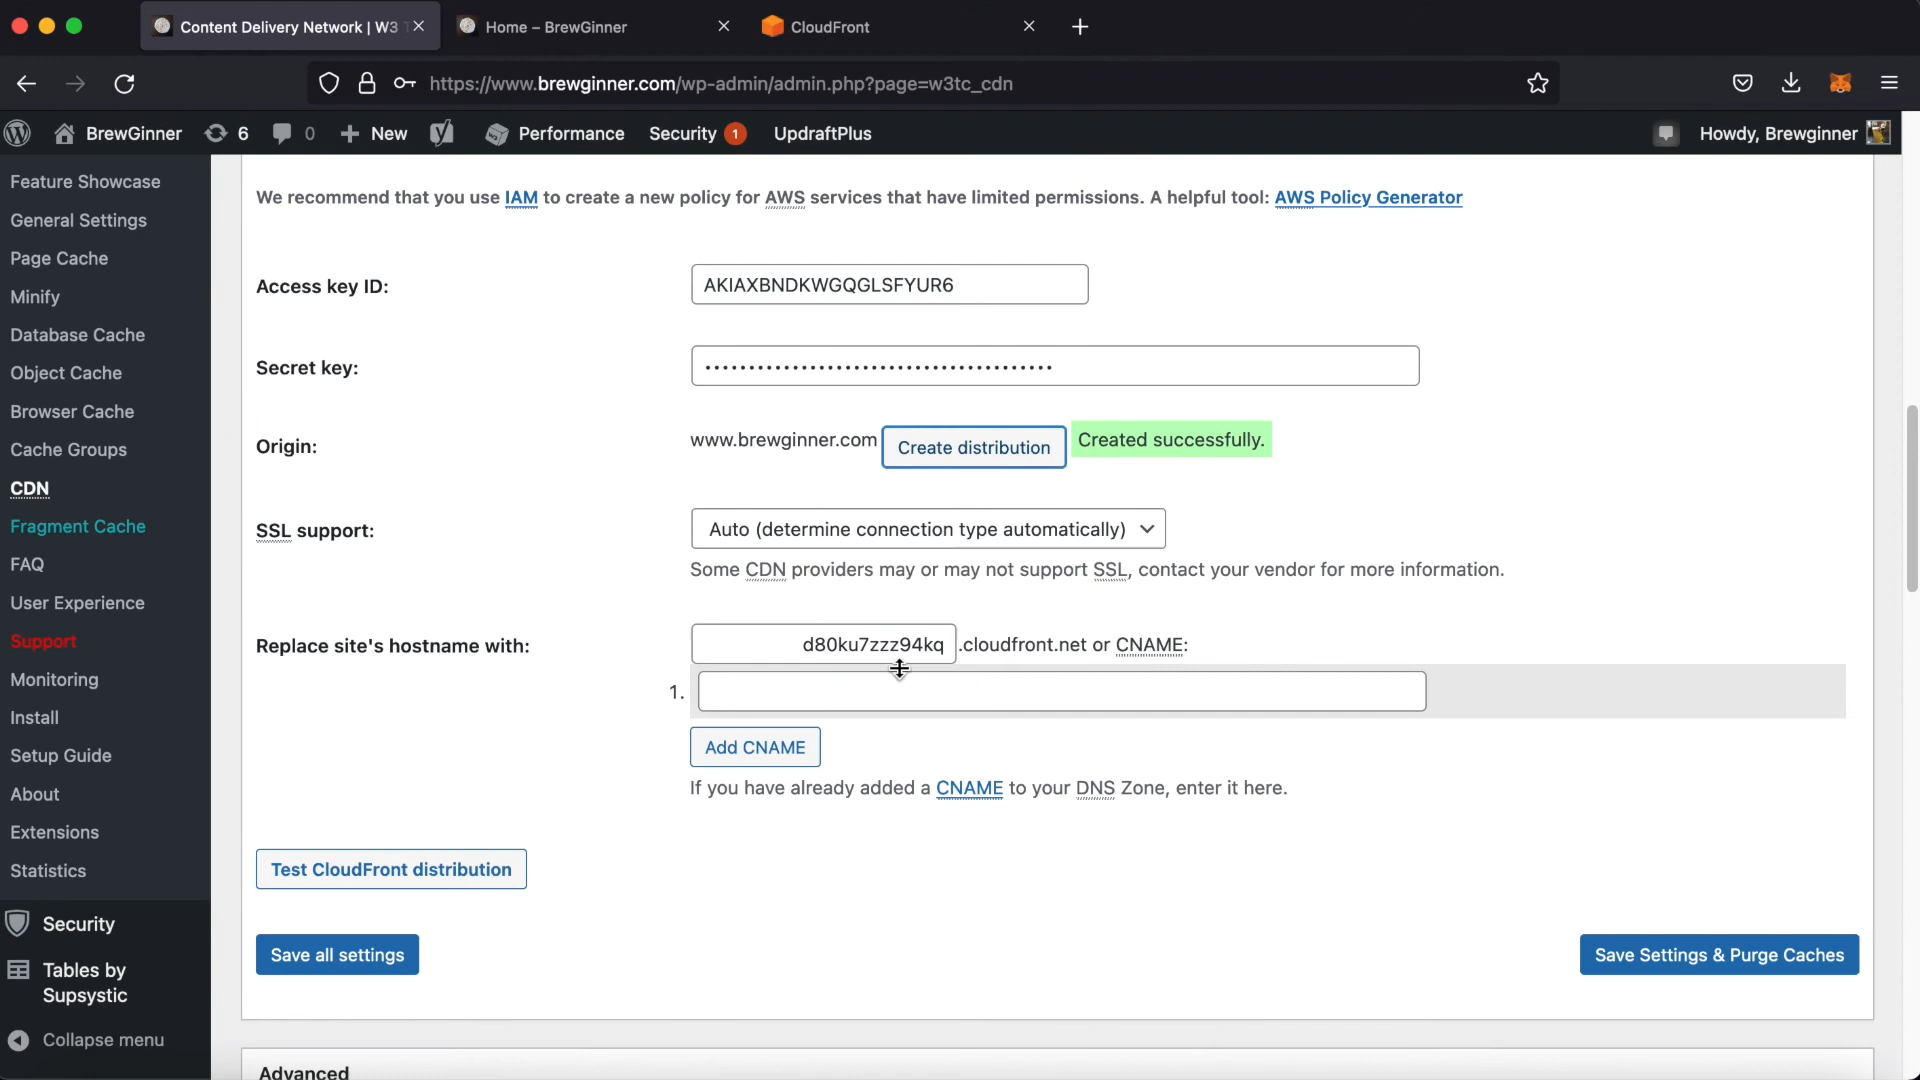 Content Delivery Network | W3 T
Home – BrewGinner
CloudFront
https://www.brewginner.com/wp-admin/admin.php?page=w3tc_cdn
BrewGinner
6
0
New
Performance
Security 1
UpdraftPlus
Howdy, Brewginner
Feature Showcase
General Settings
Page Cache
Minify
Database Cache
Object Cache
Browser Cache
Cache Groups
CDN
Fragment Cache
FAQ
User Experience
Support
Monitoring
Install
Setup Guide
About
Extensions
Statistics
Security
Tables by
Supsystic
Collapse menu
We recommend that you use IAM to create a new policy for AWS services that have limited permissions. A helpful tool: AWS Policy Generator
Access key ID: AKIAXBNDKWGQGLSFYUR6
Secret key: ••••••••••••••••••••••••••••••••••••••••
Origin: www.brewginner.com Create distribution Created successfully.
SSL support: Auto (determine connection type automatically)
Some CDN providers may or may not support SSL, contact your vendor for more information.
Replace site's hostname with: d80ku7zzz94kq .cloudfront.net or CNAME:
1.
Add CNAME
If you have already added a CNAME to your DNS Zone, enter it here.
Test CloudFront distribution
Save all settings
Save Settings & Purge Caches
Advanced